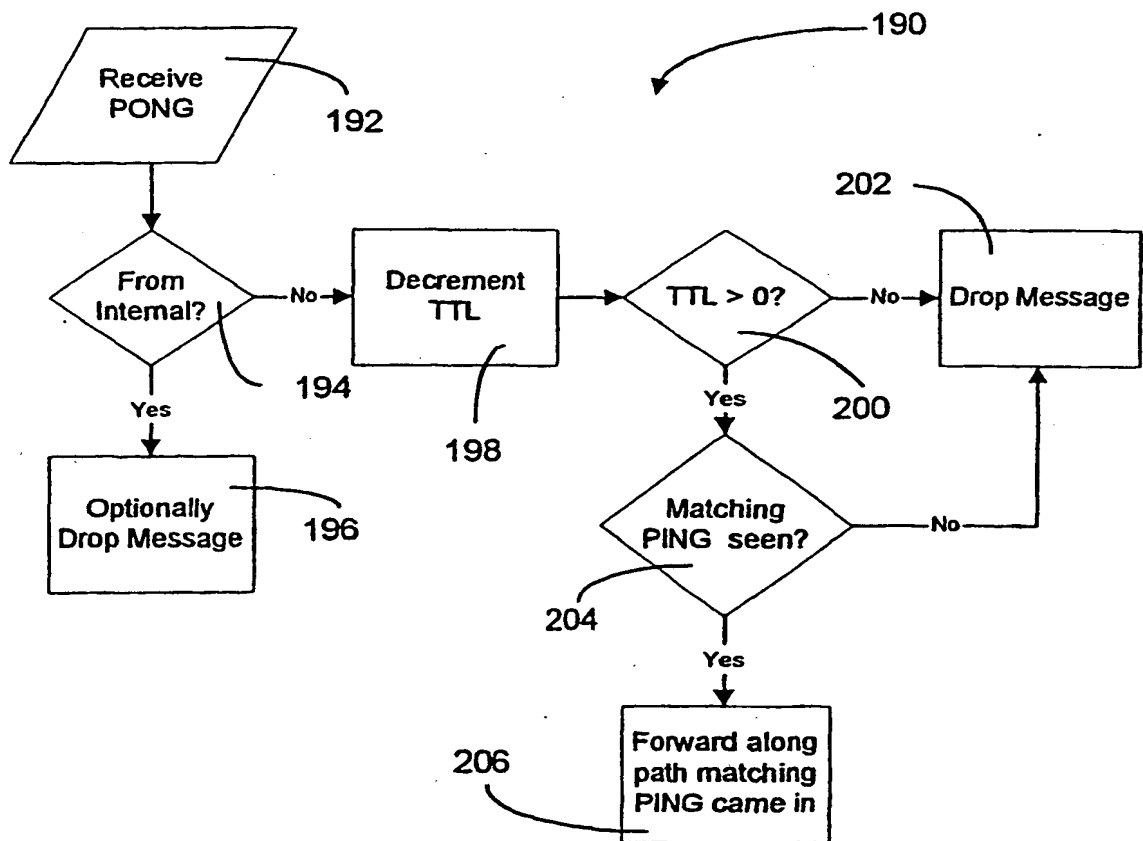 190
Receive
PONG
192
202
From
Internal?
No
Decrement
TTL
TTL > 0?
No
Drop Message
194
198
200
Yes
Yes
Optionally
Drop Message
196
Matching
PING seen?
No
204
Yes
206
Forward along
path matching
PING came in